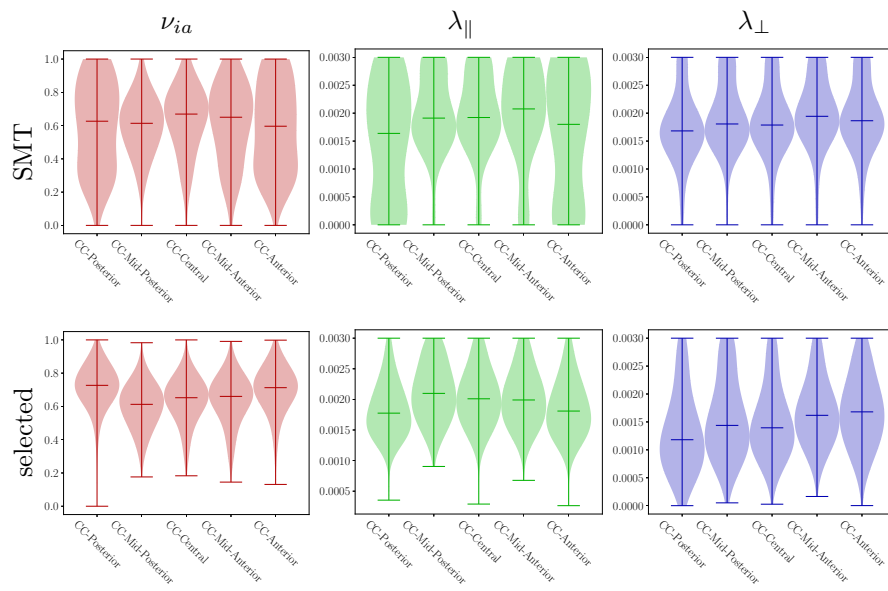 ν_{ia} λ_∥ λ_⊥
SMT
1.0
0.8
0.6
0.4
0.2
0.0
CC-Posterior
CC-Mid-Posterior
CC-Central
CC-Mid-Anterior
CC-Anterior
0.0030
0.0025
0.0020
0.0015
0.0010
0.0005
0.0000
CC-Posterior
CC-Mid-Posterior
CC-Central
CC-Mid-Anterior
CC-Anterior
0.0030
0.0025
0.0020
0.0015
0.0010
0.0005
0.0000
CC-Posterior
CC-Mid-Posterior
CC-Central
CC-Mid-Anterior
CC-Anterior
selected
1.0
0.8
0.6
0.4
0.2
0.0
CC-Posterior
CC-Mid-Posterior
CC-Central
CC-Mid-Anterior
CC-Anterior
0.0030
0.0025
0.0020
0.0015
0.0010
0.0005
CC-Posterior
CC-Mid-Posterior
CC-Central
CC-Mid-Anterior
CC-Anterior
0.0030
0.0025
0.0020
0.0015
0.0010
0.0005
0.0000
CC-Posterior
CC-Mid-Posterior
CC-Central
CC-Mid-Anterior
CC-Anterior